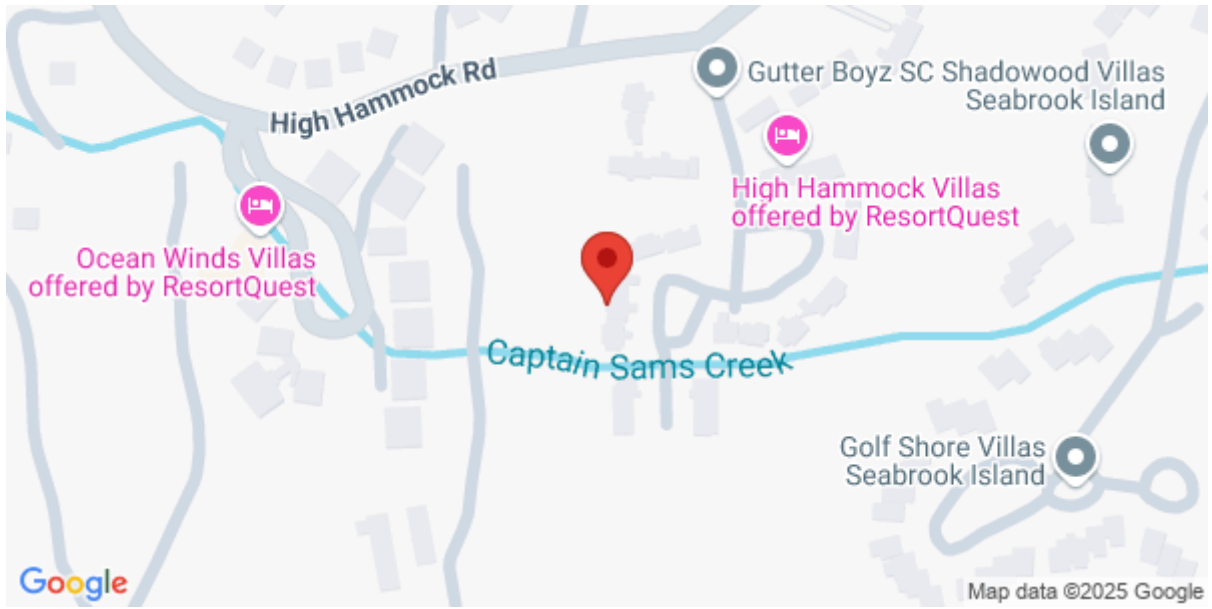 High Hammock Rd
Gutter Boyz SC Shadowood Villas
Seabrook Island
High Hammock Villas
offered by ResortQuest
Ocean Winds Villas
offered by ResortQuest
Captain Sams Creek
Golf Shore Villas
Seabrook Island
Google
Map data ©2025 Google